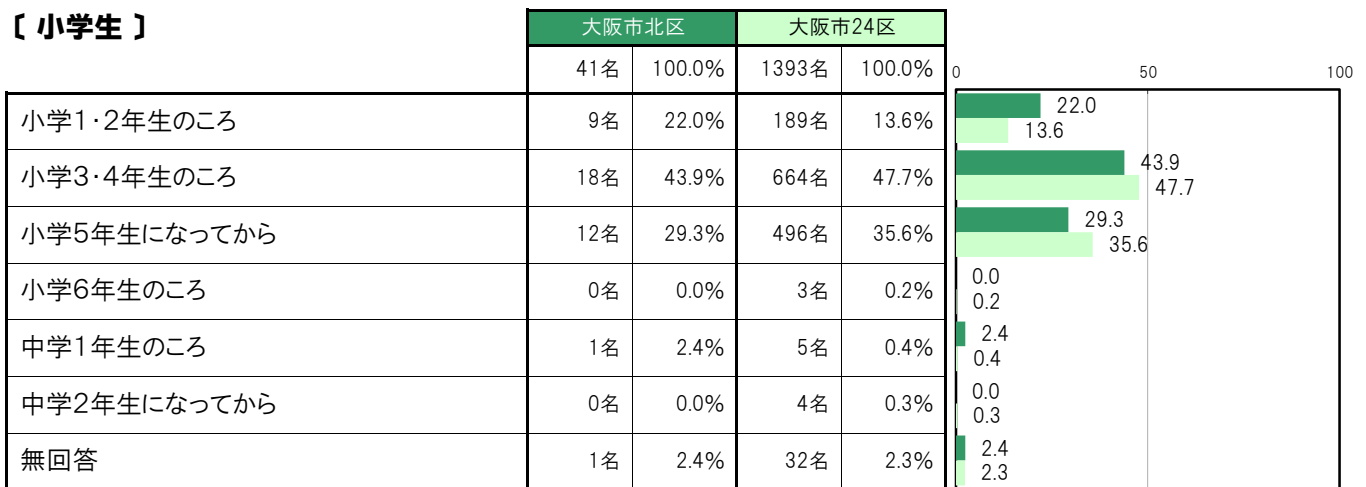 〔 小学生 〕
大阪市北区 大阪市24区
41名 100.0% 1393名 100.0%
0 50 100
小学1・2年生のころ 9名 22.0% 189名 13.6%
22.0
13.6
小学3・4年生のころ 18名 43.9% 664名 47.7%
43.9
47.7
小学5年生になってから 12名 29.3% 496名 35.6%
29.3
35.6
小学6年生のころ 0名 0.0% 3名 0.2%
0.0
0.2
中学1年生のころ 1名 2.4% 5名 0.4%
2.4
0.4
中学2年生になってから 0名 0.0% 4名 0.3%
0.0
0.3
無回答 1名 2.4% 32名 2.3%
2.4
2.3